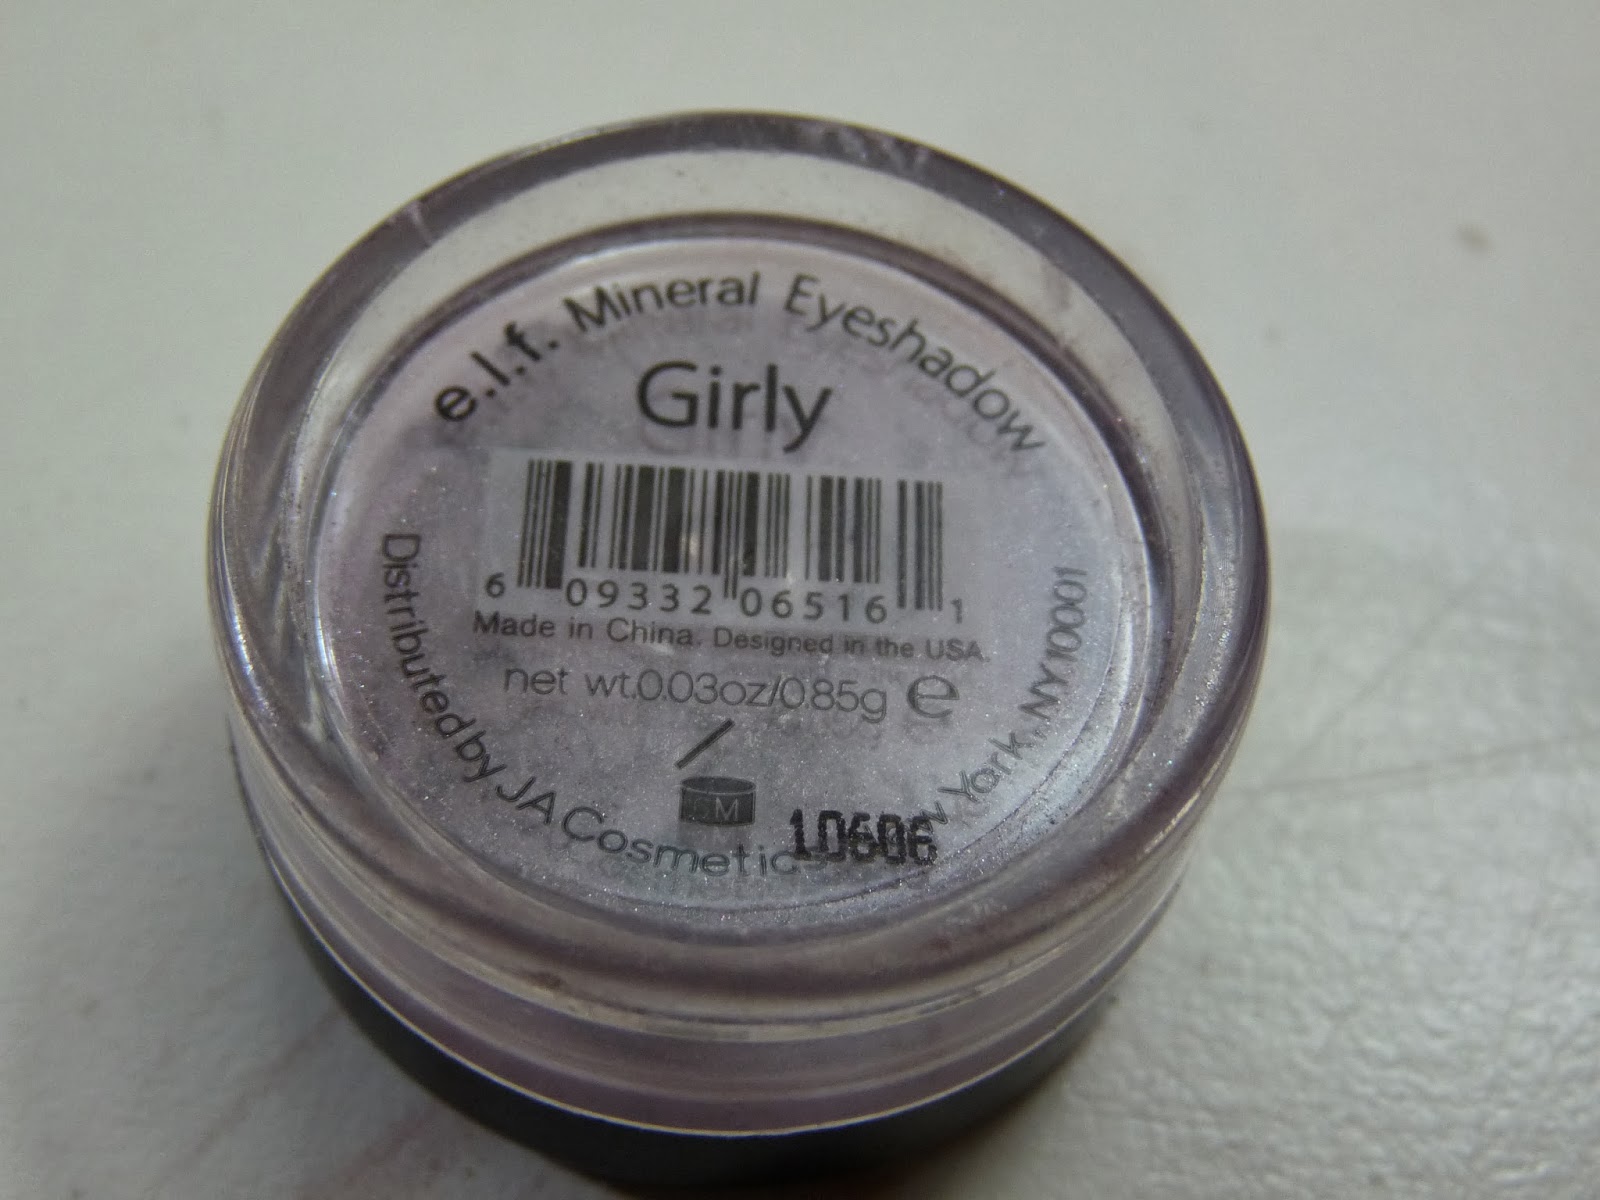 e.l.f. Mineral Eyeshadow
Girly
6 09332 06516 1
Made in China. Designed in the USA.
net wt.0.03oz/0.85g e
10606
Distributed by JA Cosmetics York, NY10001